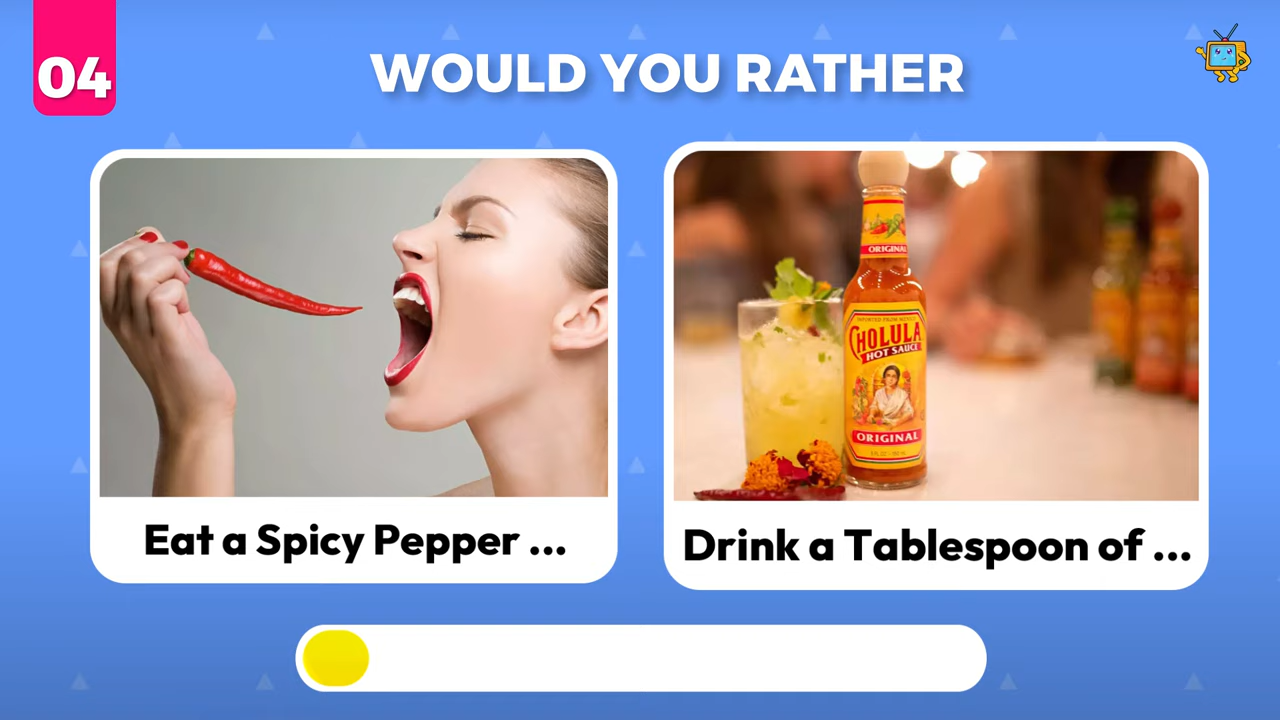 04
WOULD YOU RATHER
ORIGINAL
CHOLULA
HOT SAUCE
ORIGINAL
Eat a Spicy Pepper ...
Drink a Tablespoon of ...